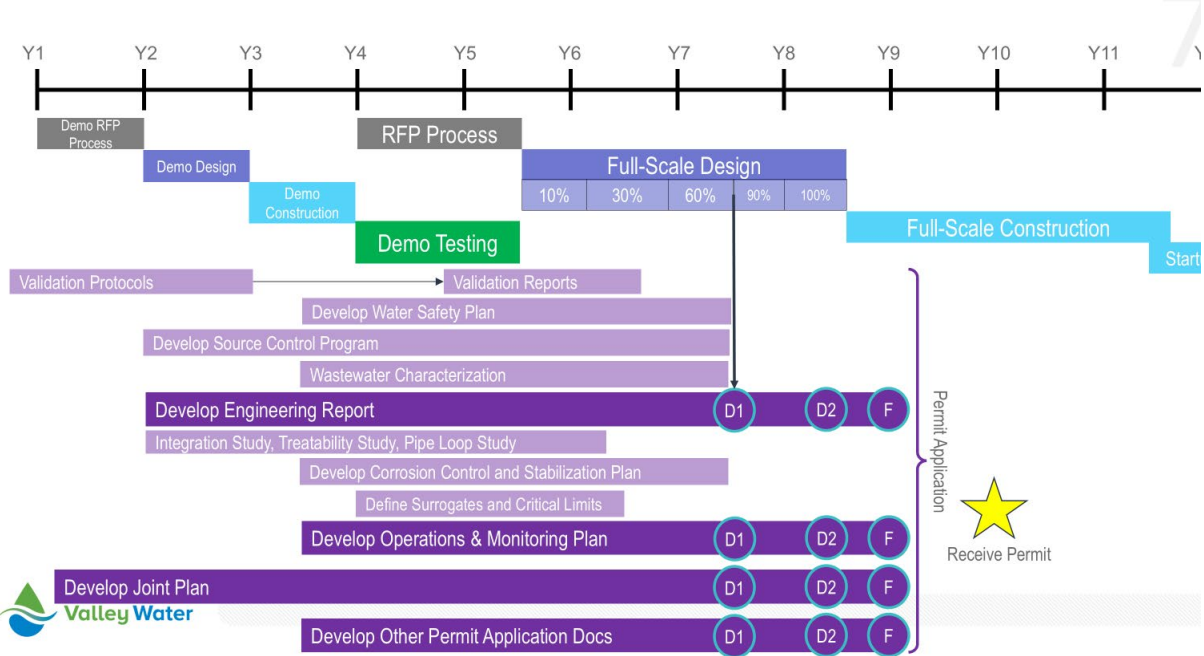 7
Y1 Y2 Y3 Y4 Y5 Y6 Y7 Y8 Y9 Y10 Y11
Demo RFP
Process
RFP Process
Demo Design
Full-Scale Design
10% 30% 60% 90% 100%
Demo
Construction
Full-Scale Construction
Demo Testing
Validation Protocols
Validation Reports
Develop Water Safety Plan
Develop Source Control Program
Wastewater Characterization
Develop Engineering Report D1 D2 F
Integration Study, Treatability Study, Pipe Loop Study
Develop Corrosion Control and Stabilization Plan
Define Surrogates and Critical Limits
Develop Operations & Monitoring Plan D1 D2 F
Develop Joint Plan D1 D2 F
Develop Other Permit Application Docs D1 D2 F
Permit Application
Receive Permit
Valley Water